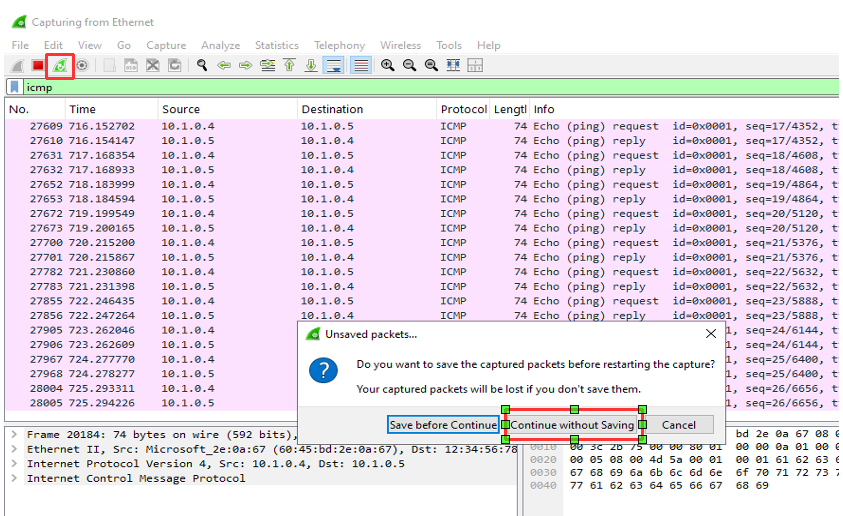 Capturing from Ethernet
File Edit View Go Capture Analyze Statistics Telephony Wireless Tools Help
icmp
No. Time Source Destination Protocol Lengtl Info
27609 716.152702 10.1.0.4 10.1.0.5 ICMP 74 Echo (ping) request id=0x0001, seq=17/4352, t
27610 716.154147 10.1.0.5 10.1.0.4 ICMP 74 Echo (ping) reply id=0x0001, seq=17/4352, t
27631 717.168354 10.1.0.4 10.1.0.5 ICMP 74 Echo (ping) request id=0x0001, seq=18/4608, t
27632 717.168933 10.1.0.5 10.1.0.4 ICMP 74 Echo (ping) reply id=0x0001, seq=18/4608, t
27652 718.183999 10.1.0.4 10.1.0.5 ICMP 74 Echo (ping) request id=0x0001, seq=19/4864, t
27653 718.184594 10.1.0.5 10.1.0.4 ICMP 74 Echo (ping) reply id=0x0001, seq=19/4864, t
27672 719.199549 10.1.0.4 10.1.0.5 ICMP 74 Echo (ping) request id=0x0001, seq=20/5120, t
27673 719.200165 10.1.0.5 10.1.0.4 ICMP 74 Echo (ping) reply id=0x0001, seq=20/5120, t
27700 720.215200 10.1.0.4 10.1.0.5 ICMP 74 Echo (ping) request id=0x0001, seq=21/5376, t
27701 720.215867 10.1.0.5 10.1.0.4 ICMP 74 Echo (ping) reply id=0x0001, seq=21/5376, t
27782 721.230860 10.1.0.4 10.1.0.5 ICMP 74 Echo (ping) request id=0x0001, seq=22/5632, t
27783 721.231398 10.1.0.5 10.1.0.4 ICMP 74 Echo (ping) reply id=0x0001, seq=22/5632, t
27855 722.246435 10.1.0.4 10.1.0.5 ICMP 74 Echo (ping) request id=0x0001, seq=23/5888, t
27856 722.247264 10.1.0.5 10.1.0.4 ICMP 74 Echo (ping) reply id=0x0001, seq=23/5888, t
27905 723.262046 10.1.0.4 seq=24/6144, t
27906 723.262609 10.1.0.5 seq=24/6144, t
27967 724.277770 10.1.0.4 seq=25/6400, t
27968 724.278277 10.1.0.5 seq=25/6400, t
28004 725.293311 10.1.0.4 seq=26/6656, t
28005 725.294226 10.1.0.5 seq=26/6656, t
Unsaved packets...
Do you want to save the captured packets before restarting the capture?
Your captured packets will be lost if you don't save them.
Save before Continue Continue without Saving Cancel
Frame 20184: 74 bytes on wire (592 bits),
Ethernet II, Src: Microsoft_2e:0a:67 (60:45:bd:2e:0a:67), Dst: 12:34:56:78
Internet Protocol Version 4, Src: 10.1.0.4, Dst: 10.1.0.5
Internet Control Message Protocol
bd 2e 0a 67 08 0
0010 00 3c 2b 75 00 00 80 01 00 00 0a 01 00 0
0020 00 05 08 00 4d 5a 00 01 00 01 61 62 63 6
0030 67 68 69 6a 6b 6c 6d 6e 6f 70 71 72 73 7
0040 77 61 62 63 64 65 66 67 68 69